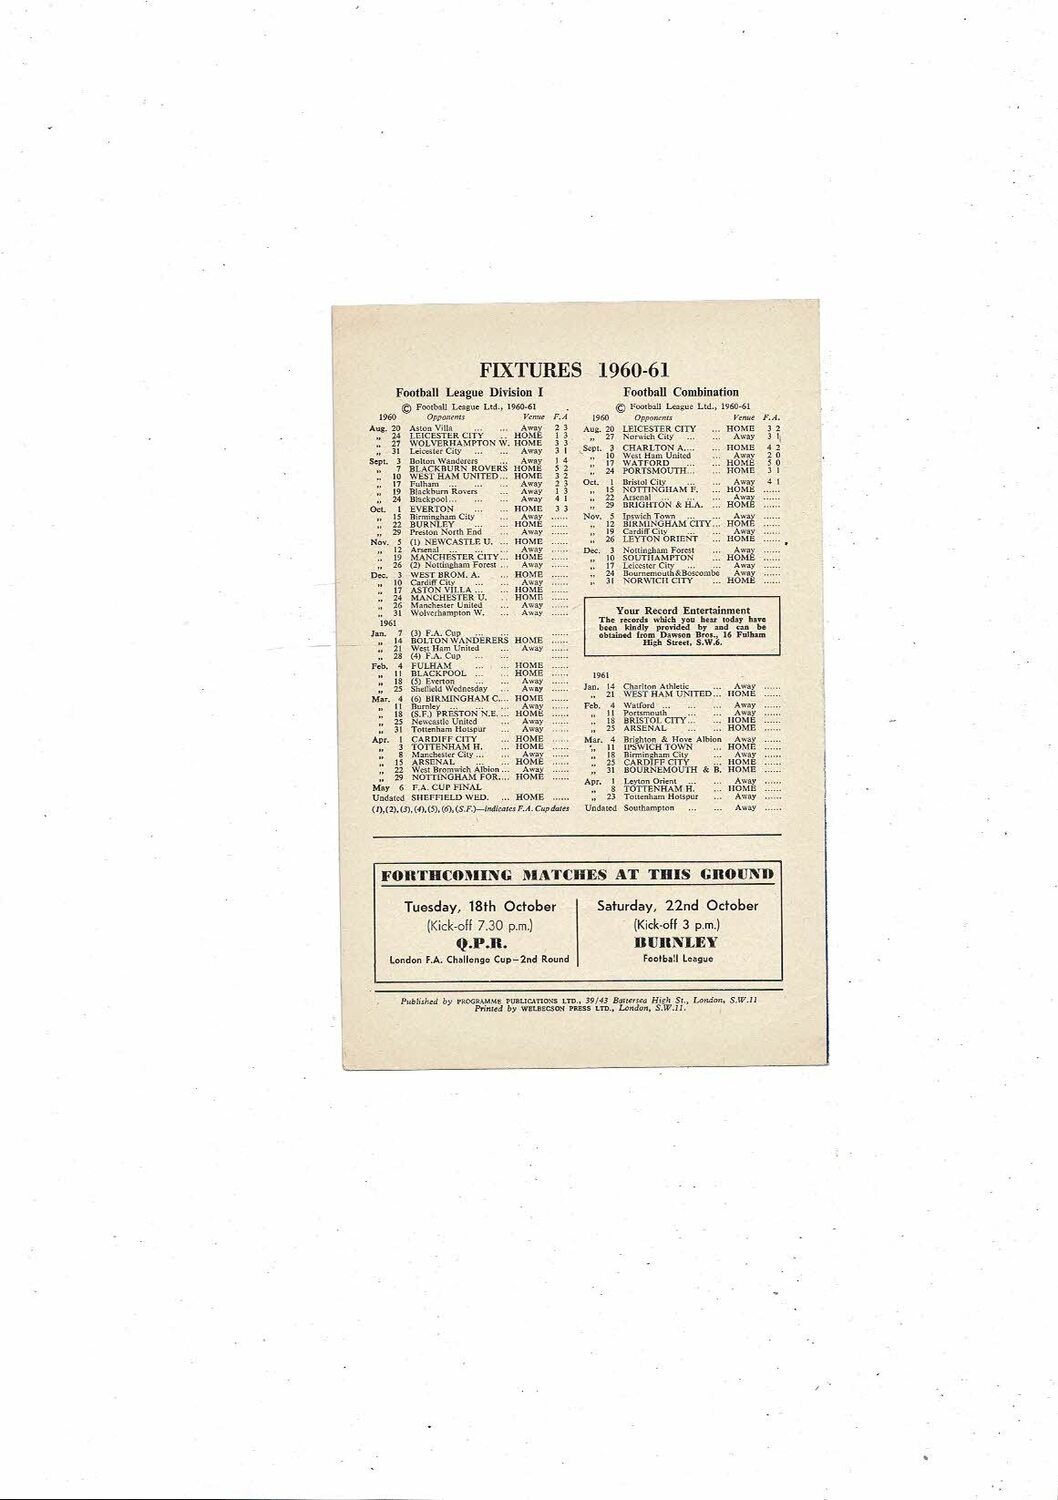 FIXTURES 1960-61
Football League Division I
© Football League Ltd., 1960-61
1960 Opponents Venue F.A
Aug. 20 Aston Villa ... ... Away 2 3
„ 24 LEICESTER CITY .. HOME 1 3
„ 27 WOLVERHAMPTON W. HOME 3 3
„ 31 Leicester City ... ... Away 3 1
Sept. 3 Bolton Wanderers ... Away 1 4
„ 7 BLACKBURN ROVERS HOME 5 2
„ 10 WEST HAM UNITED ... HOME 3 2
„ 17 Fulham ... ... ... Away 2 3
„ 19 Blackburn Rovers ... Away 1 3
„ 24 Blackpool ... ... ... Away 4 1
Oct. 1 EVERTON ... ... HOME 3 3
„ 15 Birmingham City ... Away ......
„ 22 BURNLEY ... ... HOME ......
„ 29 Preston North End ... Away ......
Nov. 5 (1) NEWCASTLE U. ... HOME ......
„ 12 Arsenal ... ... ... Away ......
„ 19 MANCHESTER CITY ... HOME ......
„ 26 (2) Nottingham Forest ... Away ......
Dec. 3 WEST BROM. A. ... HOME ......
„ 10 Cardiff City ... ... Away ......
„ 17 ASTON VILLA ... ... HOME ......
„ 24 MANCHESTER U. .. HOME ......
„ 26 Manchester United ... Away ......
„ 31 Wolverhampton W. ... Away ......
1961
Jan. 7 (3) F.A. Cup ... ... ......
„ 14 BOLTON WANDERERS HOME ......
„ 21 West Ham United ... Away ......
„ 28 (4) F.A. Cup ... ... ......
Feb. 4 FULHAM ... ... HOME ......
„ 11 BLACKPOOL ... ... HOME ......
„ 18 (5) Everton ... ... Away ......
„ 25 Sheffield Wednesday ... Away ......
Mar. 4 (6) BIRMINGHAM C.... HOME ......
„ 11 Burnley ... ... ... Away ......
„ 18 (S.F.) PRESTON N.E. ... HOME ......
„ 25 Newcastle United ... Away ......
„ 31 Tottenham Hotspur ... Away ......
Apr. 1 CARDIFF CITY ... HOME ......
„ 3 TOTTENHAM H. ... HOME ......
„ 8 Manchester City ... ... Away ......
„ 15 ARSENAL ... ... HOME ......
„ 22 West Bromwich Albion ... Away ......
„ 29 NOTTINGHAM FOR.... HOME ......
May 6 F.A. CUP FINAL
Undated SHEFFIELD WED. ... HOME ......
(1),(2),(3),(4),(5),(6),(S.F.)—indicates F.A. Cup dates
Football Combination
© Football League Ltd., 1960-61
1960 Opponents Venue F.A.
Aug. 20 LEICESTER CITY ... HOME 3 2
„ 27 Norwich City ... ... Away 3 1
Sept. 3 CHARLTON A.... ... HOME 4 2
„ 10 West Ham United ... Away 2 0
„ 17 WATFORD ... ... HOME 5 0
„ 24 PORTSMOUTH... ... HOME 3 1
Oct. 1 Bristol City ... ... Away 4 1
„ 15 NOTTINGHAM F. ... HOME ......
„ 22 Arsenal ... ... ... Away ......
„ 29 BRIGHTON & H.A. ... HOME ......
Nov. 5 Ipswich Town ... ... Away ......
„ 12 BIRMINGHAM CITY ... HOME ......
„ 19 Cardiff City ... ... Away ......
„ 26 LEYTON ORIENT ... HOME ......
Dec. 3 Nottingham Forest ... Away ......
„ 10 SOUTHAMPTON ... HOME ......
„ 17 Leicester City ... ... Away ......
„ 24 Bournemouth & Boscombe Away ......
„ 31 NORWICH CITY ... HOME ......
Your Record Entertainment
The records which you hear today have
been kindly provided by and can be
obtained from Dawson Bros., 16 Fulham
High Street, S.W.6.
1961
Jan. 14 Charlton Athletic ... Away ......
„ 21 WEST HAM UNITED ... HOME ......
Feb. 4 Watford ... ... ... Away ......
„ 11 Portsmouth ... ... Away ......
„ 18 BRISTOL CITY ... ... HOME ......
„ 25 ARSENAL ... ... HOME ......
Mar. 4 Brighton & Hove Albion Away ......
„ 11 IPSWICH TOWN ... HOME ......
„ 18 Birmingham City ... Away ......
„ 25 CARDIFF CITY ... HOME ......
„ 31 BOURNEMOUTH & B. HOME ......
Apr. 1 Leyton Orient ... ... Away ......
„ 8 TOTTENHAM H. ... HOME ......
„ 23 Tottenham Hotspur ... Away ......
Undated Southampton ... ... Away ......
FORTHCOMING MATCHES AT THIS GROUND
Tuesday, 18th October
(Kick-off 7.30 p.m.)
Q.P.R.
London F.A. Challenge Cup—2nd Round
Saturday, 22nd October
(Kick-off 3 p.m.)
BURNLEY
Football League
Published by PROGRAMME PUBLICATIONS LTD., 39/43 Battersea High St., London, S.W.11
Printed by WELBECSON PRESS LTD., London, S.W.11.